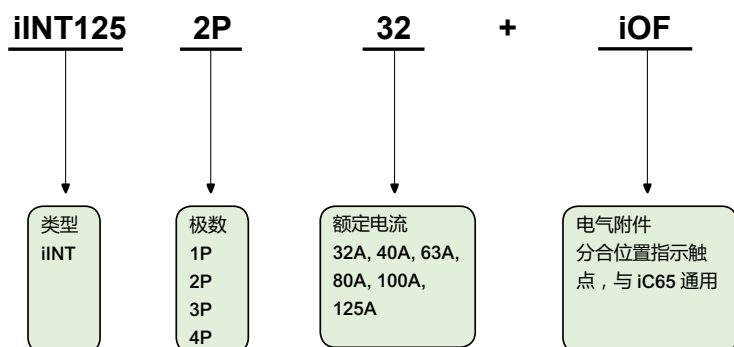 iINT125 2P 32 + iOF
类型
iINT
极数
1P
2P
3P
4P
额定电流
32A, 40A, 63A,
80A, 100A,
125A
电气附件
分合位置指示触
点，与 iC65 通用